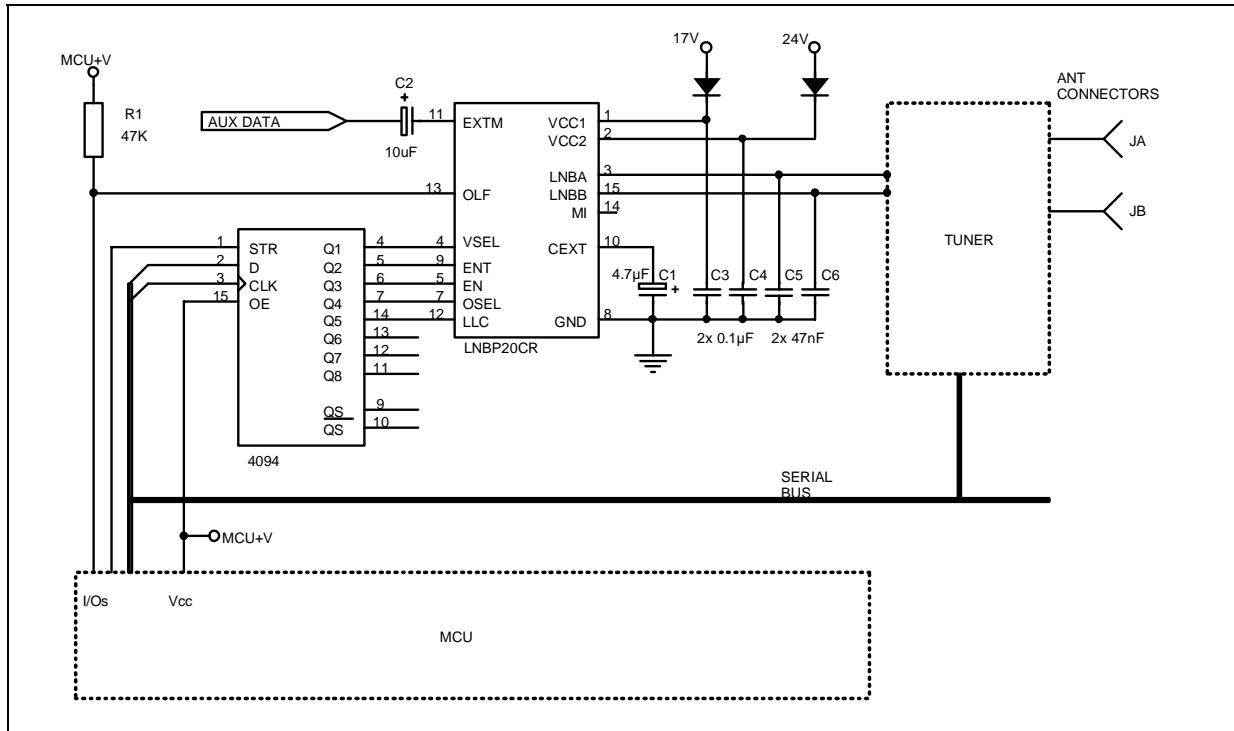 17V
24V
MCU+V
C2
+
ANT
CONNECTORS
R1
47K
AUX DATA
10uF
11
EXTM
VCC1
1
VCC2
2
JA
LNBA
3
13
OLF
LNBB
15
MI
14
JB
TUNER
1
STR
Q1
4
4
VSEL
CEXT
10
2
D
Q2
5
9
ENT
3
CLK
Q3
6
5
EN
4.7µF
C1
+
C3
C4
C5
C6
15
OE
Q4
7
7
OSEL
Q5
14
12
LLC
GND
8
Q6
13
2x 0.1µF
2x 47nF
Q7
12
LNBP20CR
Q8
11
QS
9
QS
10
4094
SERIAL
BUS
MCU+V
I/Os
Vcc
MCU